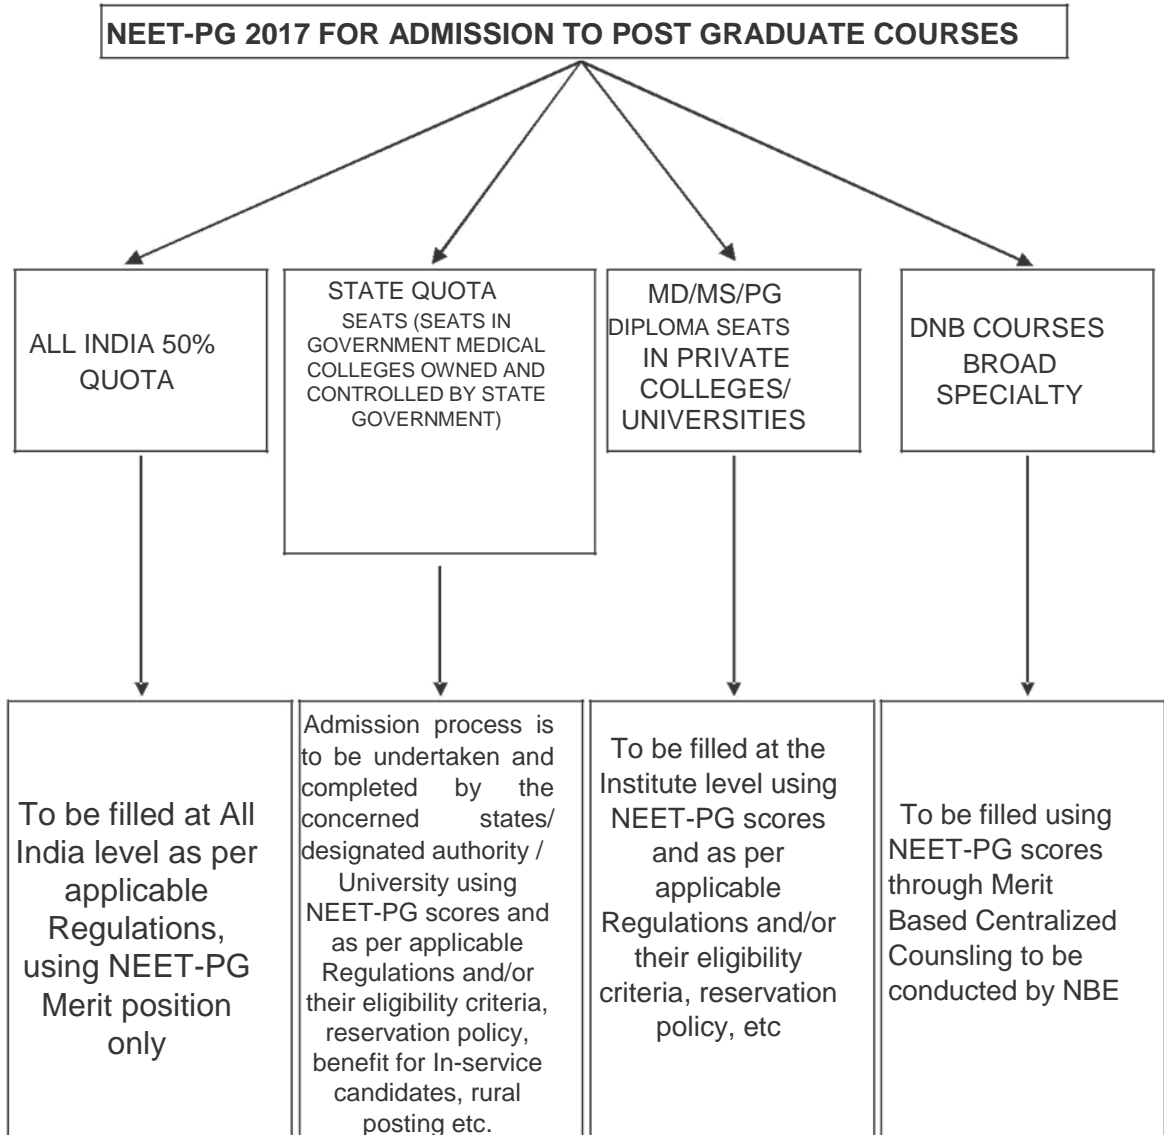 NEET-PG 2017 FOR ADMISSION TO POST GRADUATE COURSES
ALL INDIA 50%
QUOTA
STATE QUOTA
SEATS (SEATS IN
GOVERNMENT MEDICAL
COLLEGES OWNED AND
CONTROLLED BY STATE
GOVERNMENT)
MD/MS/PG
DIPLOMA SEATS
IN PRIVATE
COLLEGES/
UNIVERSITIES
DNB COURSES
BROAD
SPECIALTY
To be filled at All
India level as per
applicable
Regulations,
using NEET-PG
Merit position
only
Admission process is
to be undertaken and
completed by the
concerned states/
designated authority /
University using
NEET-PG scores and
as per applicable
Regulations and/or
their eligibility criteria,
reservation policy,
benefit for In-service
candidates, rural
posting etc.
To be filled at the
Institute level using
NEET-PG scores
and as per
applicable
Regulations and/or
their eligibility
criteria, reservation
policy, etc
To be filled using
NEET-PG scores
through Merit
Based Centralized
Counsling to be
conducted by NBE